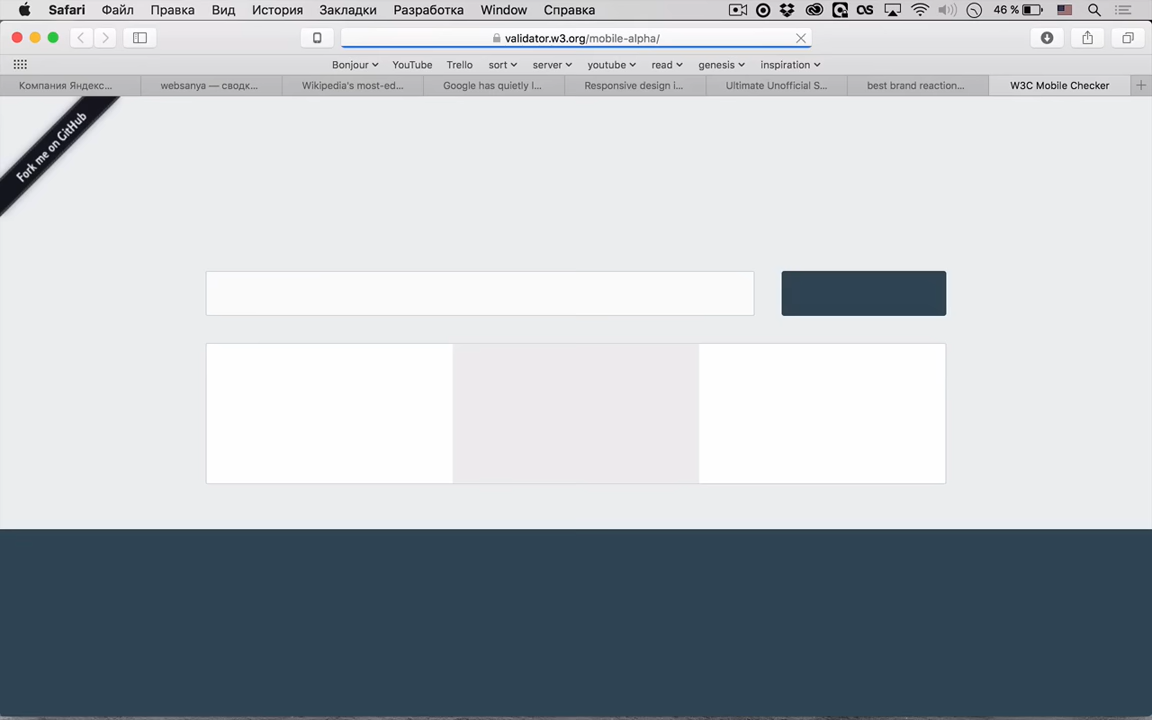 Safari Файл Правка Вид История Закладки Разработка Window Справка 46 %
validator.w3.org/mobile-alpha/
Bonjour YouTube Trello sort server youtube read genesis inspiration
Компания Яндекс... websanya — сводк... Wikipedia's most-ed... Google has quietly l... Responsive design i... Ultimate Unofficial S... best brand reaction... W3C Mobile Checker
Fork me on GitHub